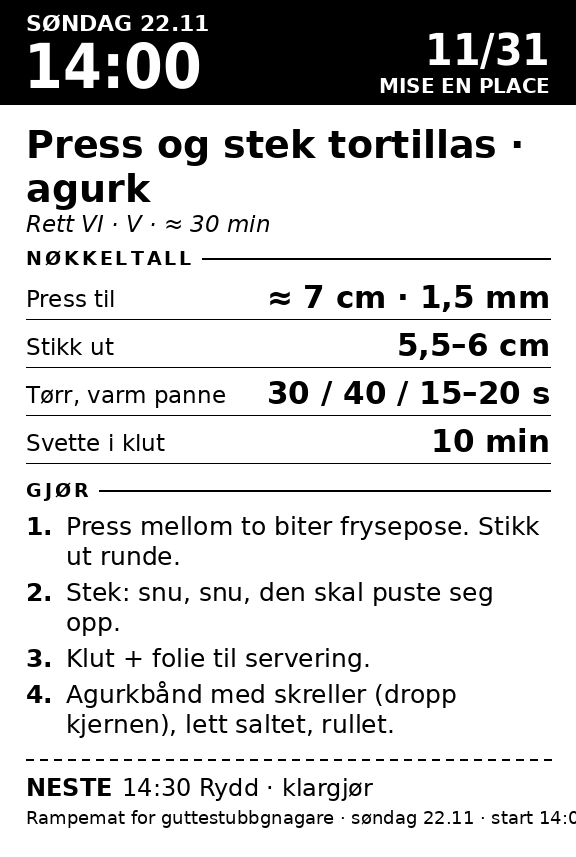 SØNDAG 22.11
14:00
11/31
MISE EN PLACE
Press og stek tortillas ·
agurk
Rett VI · V · ≈ 30 min
NØKKELTALL
Press til ≈ 7 cm · 1,5 mm
Stikk ut 5,5–6 cm
Tørr, varm panne 30 / 40 / 15–20 s
Svette i klut 10 min
GJØR
1. Press mellom to biter frysepose. Stikk
ut runde.
2. Stek: snu, snu, den skal puste seg
opp.
3. Klut + folie til servering.
4. Agurkbånd med skreller (dropp
kjernen), lett saltet, rullet.
NESTE 14:30 Rydd · klargjør
Rampemat for guttestubbgnagare · søndag 22.11 · start